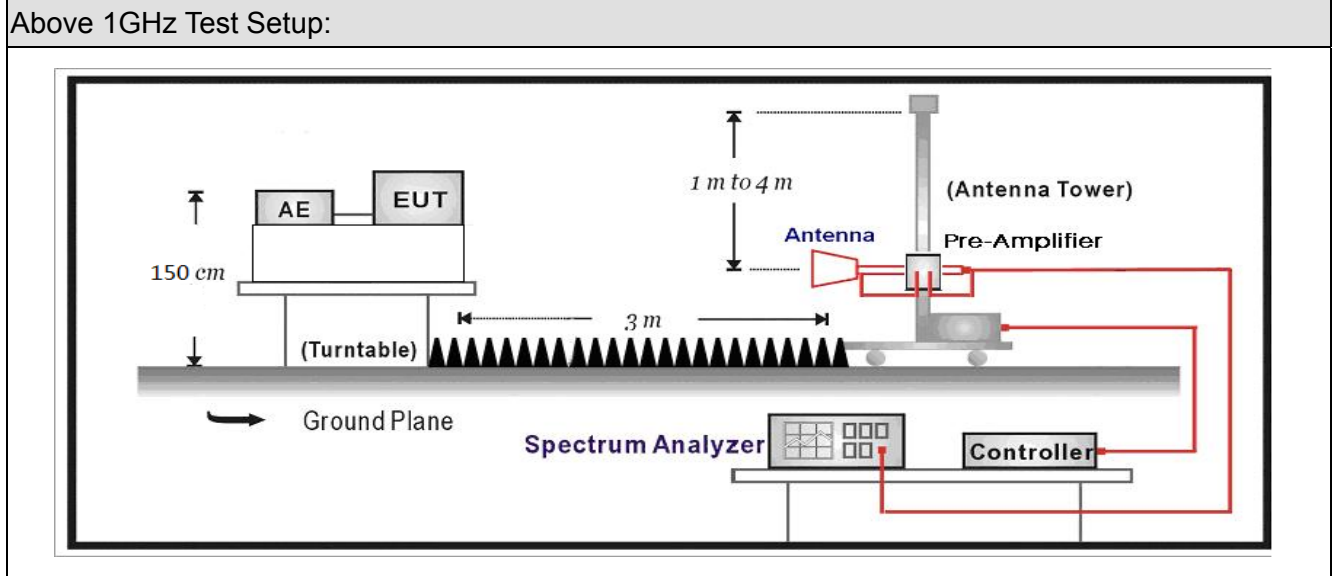 Above 1GHz Test Setup:
1 m to 4 m
(Antenna Tower)
AE
EUT
Antenna
Pre-Amplifier
150 cm
3 m
(Turntable)
Ground Plane
Spectrum Analyzer
Controller